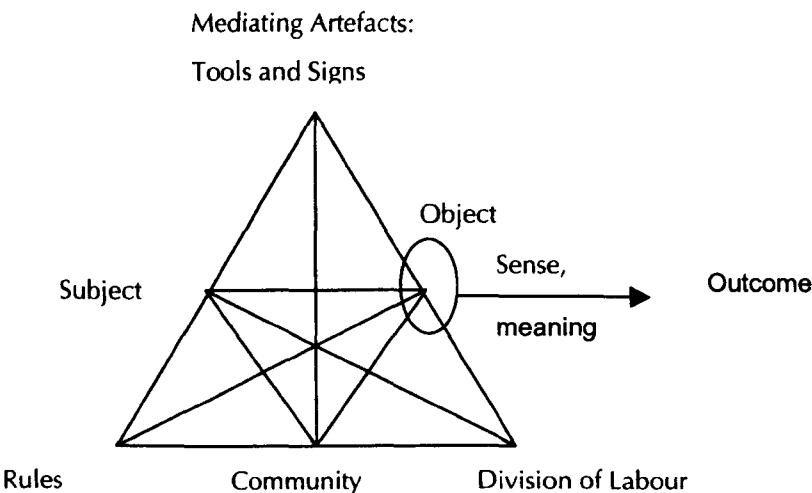 Mediating Artefacts:
Tools and Signs
Object
Subject
Sense,
meaning
Outcome
Rules
Community
Division of Labour